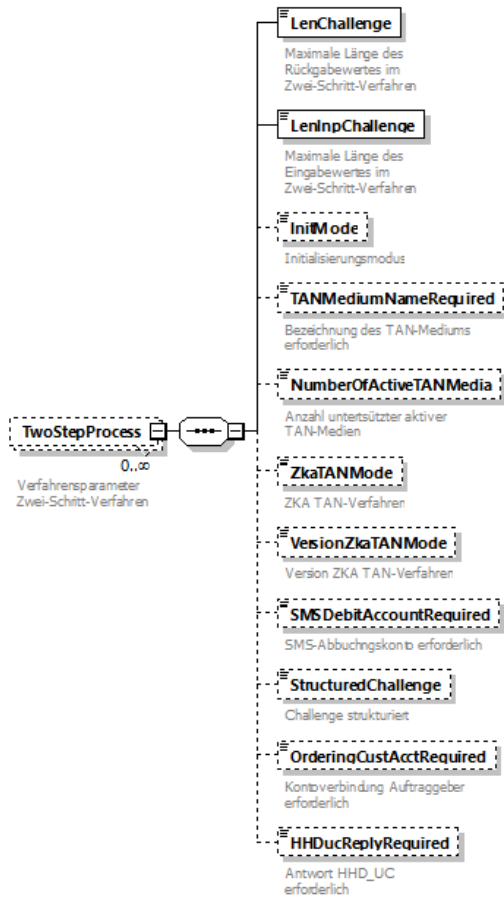 LenChallenge
Maximale Länge des
Rückgabewertes im
Zwei-Schritt-Verfahren
LenInpChallenge
Maximale Länge des
Eingabewertes im
Zwei-Schritt-Verfahren
InitMode
Initialisierungsmodus
TANMediumNameRequired
Bezeichnung des TAN-Mediums
erforderlich
NumberOfActiveTANMedia
Anzahl untertsützter aktiver
TAN-Medien
TwoStepProcess
0..∞
Verfahrensparameter
Zwei-Schritt-Verfahren
ZkaTANMode
ZKA TAN-Verfahren
VersionZkaTANMode
Version ZKA TAN-Verfahren
SMSDebitAccountRequired
SMS-Abbuchngskonto erforderlich
StructuredChallenge
Challenge strukturiert
OrderingCustAcctRequired
Kontoverbindung Auftraggeber
erforderlich
HHDucReplyRequired
Antwort HHD_UC
erforderlich